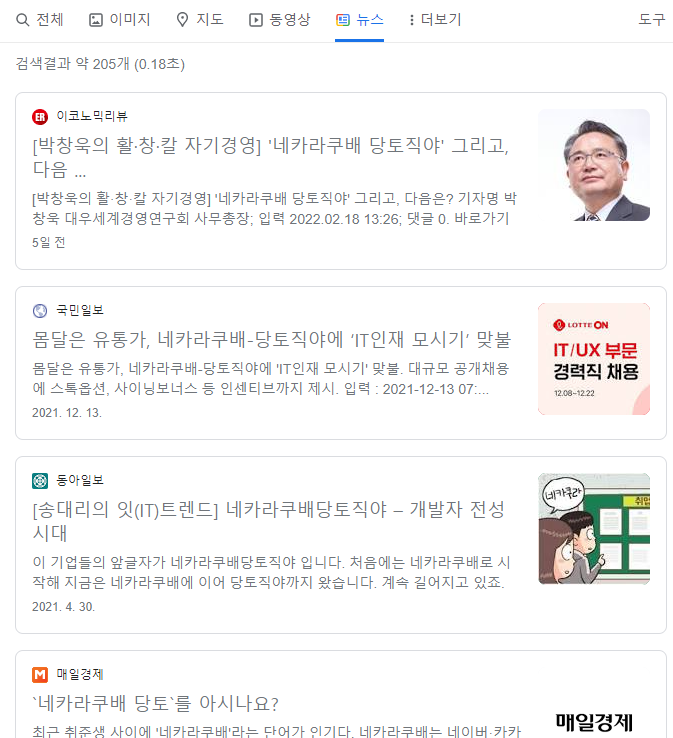 전체 이미지 지도 동영상 뉴스 더보기 도구
검색결과 약 205개 (0.18초)
ER 이코노믹리뷰
[박창욱의 활·창·칼 자기경영] '네카라쿠배 당토직야' 그리고,
다음 ...
[박창욱의 활·창·칼 자기경영] '네카라쿠배 당토직야' 그리고, 다음은? 기자명 박
창욱 대우세계경영연구회 사무총장; 입력 2022.02.18 13:26; 댓글 0. 바로가기
5일 전
국민일보
몸달은 유통가, 네카라쿠배-당토직야에 ‘IT인재 모시기’ 맞불
몸달은 유통가, 네카라쿠배-당토직야에 'IT인재 모시기' 맞불. 대규모 공개채용
에 스톡옵션, 사이닝보너스 등 인센티브까지 제시. 입력 : 2021-12-13 07:...
2021. 12. 13.
LOTTE ON
IT/UX 부문
경력직 채용
12.08~12.22
동아일보
[송대리의 잇(IT)트렌드] 네카라쿠배당토직야 – 개발자 전성
시대
이 기업들의 앞글자가 네카라쿠배당토직야 입니다. 처음에는 네카라쿠배로 시
작해 지금은 네카라쿠배에 이어 당토직야까지 왔습니다. 계속 길어지고 있죠.
2021. 4. 30.
네카쿠라
취업
M 매일경제
`네카라쿠배 당토`를 아시나요?
최근 취준생 사이에 '네카라쿠배'라는 단어가 인기다. 네카라쿠배는 네이버·카카
매일경제